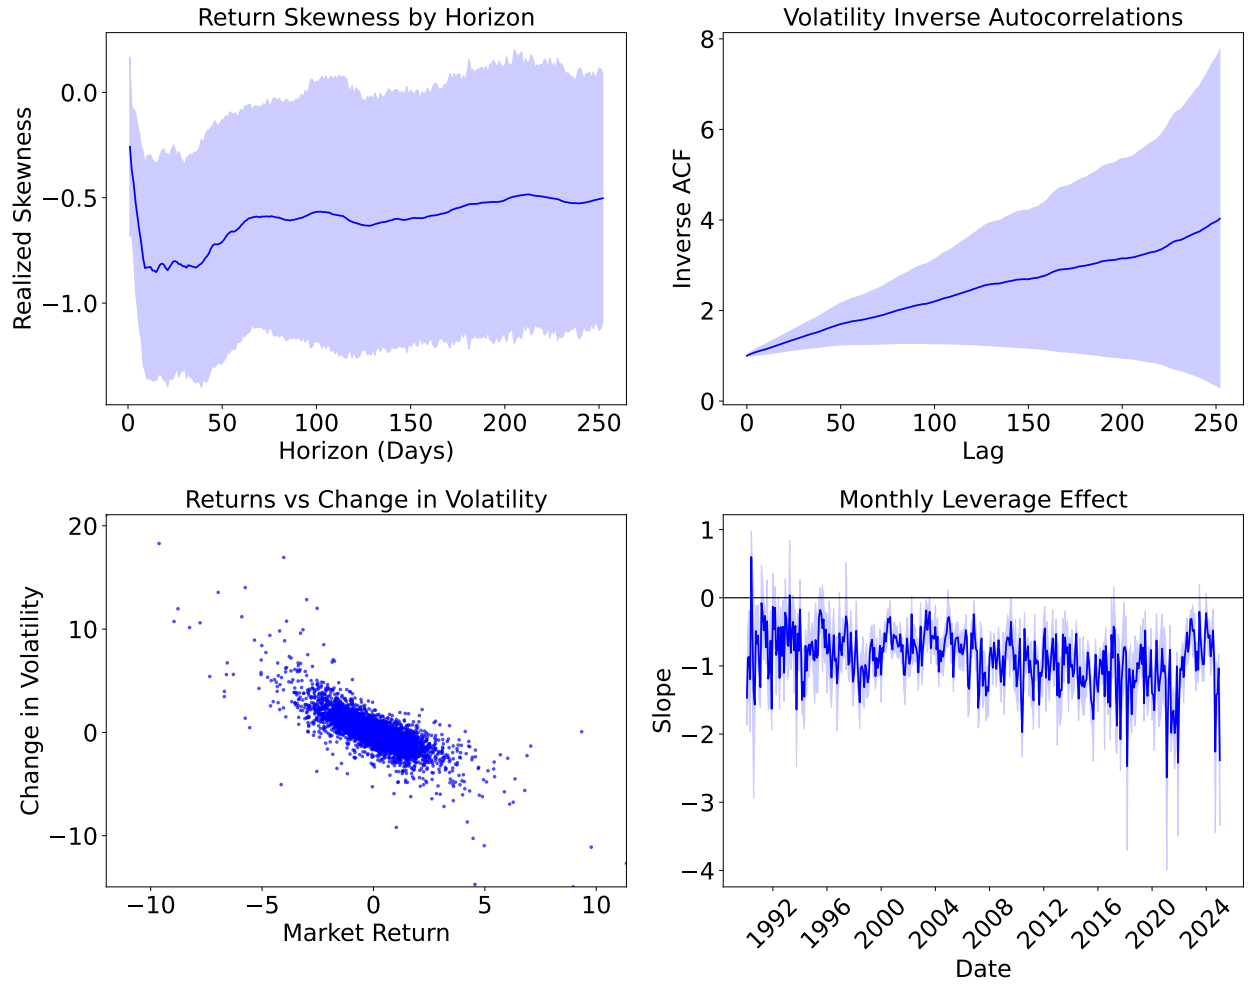 Return Skewness by Horizon
Realized Skewness
0.0
−0.5
−1.0
0 50 100 150 200 250
Horizon (Days)
Volatility Inverse Autocorrelations
Inverse ACF
8
6
4
2
0
0 50 100 150 200 250
Lag
Returns vs Change in Volatility
Change in Volatility
20
10
0
−10
−10 −5 0 5 10
Market Return
Monthly Leverage Effect
Slope
1
0
−1
−2
−3
−4
1992 1996 2000 2004 2008 2012 2016 2020 2024
Date